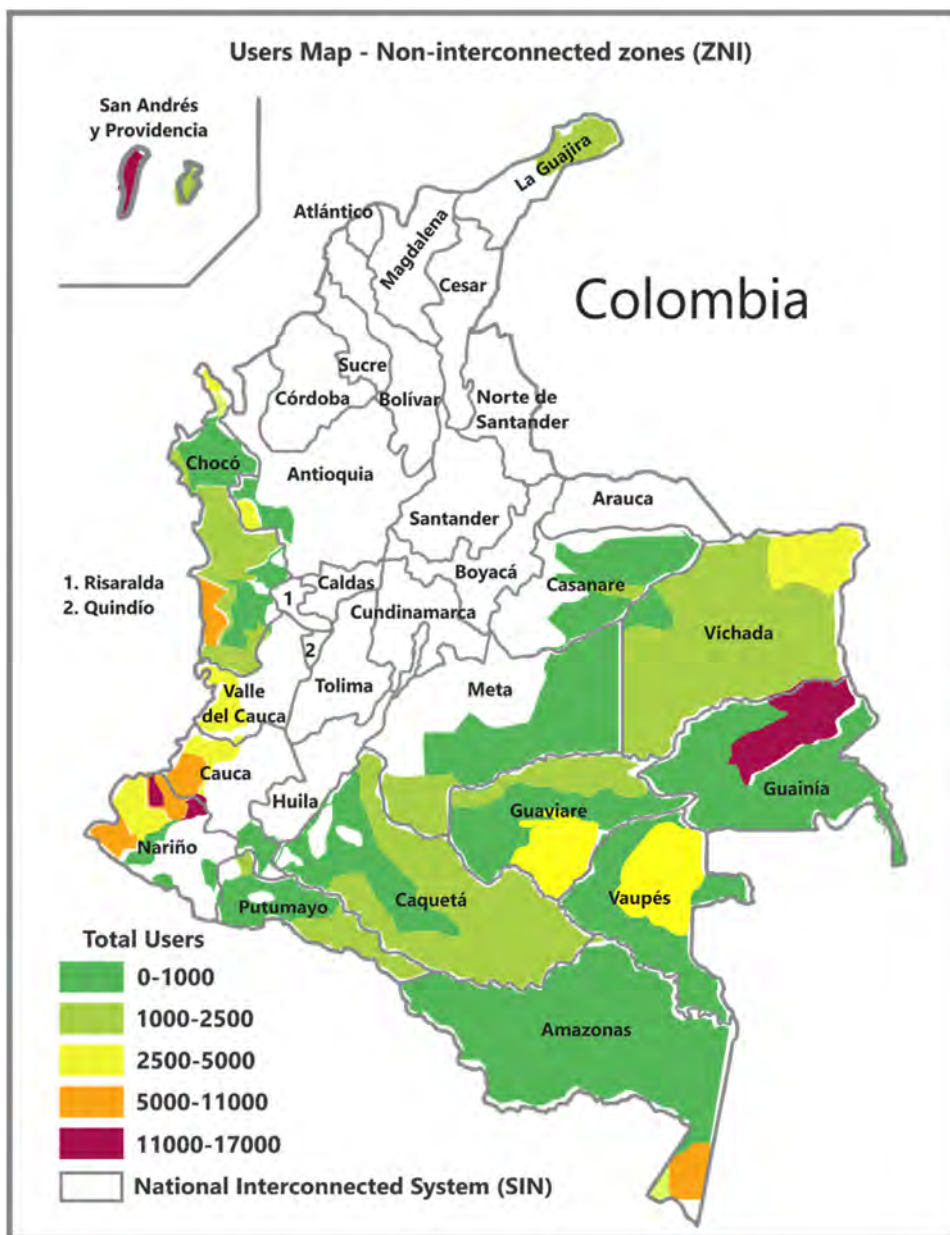 Users Map - Non-interconnected zones (ZNI)
San Andrés
y Providencia
La Guajira
Atlántico
Magdalena
Cesar
Colombia
Sucre
Córdoba
Bolívar
Norte de
Santander
Chocó
Antioquia
Arauca
Santander
Boyacá
1. Risaralda
2. Quindío
Caldas
Casanare
1
Cundinamarca
Vichada
2
Tolima
Meta
Valle
del Cauca
Cauca
Huila
Guainía
Guaviare
Nariño
Caquetá
Vaupés
Putumayo
Total Users
0-1000
1000-2500
2500-5000
5000-11000
11000-17000
National Interconnected System (SIN)
Amazonas